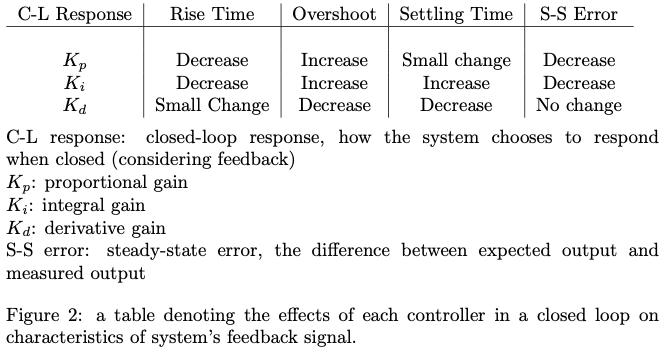 C-L Response Rise Time Overshoot Settling Time S-S Error
K_p Decrease Increase Small change Decrease
K_i Decrease Increase Increase Decrease
K_d Small Change Decrease Decrease No change
C-L response: closed-loop response, how the system chooses to respond
when closed (considering feedback)
K_p: proportional gain
K_i: integral gain
K_d: derivative gain
S-S error: steady-state error, the difference between expected output and
measured output
Figure 2: a table denoting the effects of each controller in a closed loop on
characteristics of system's feedback signal.